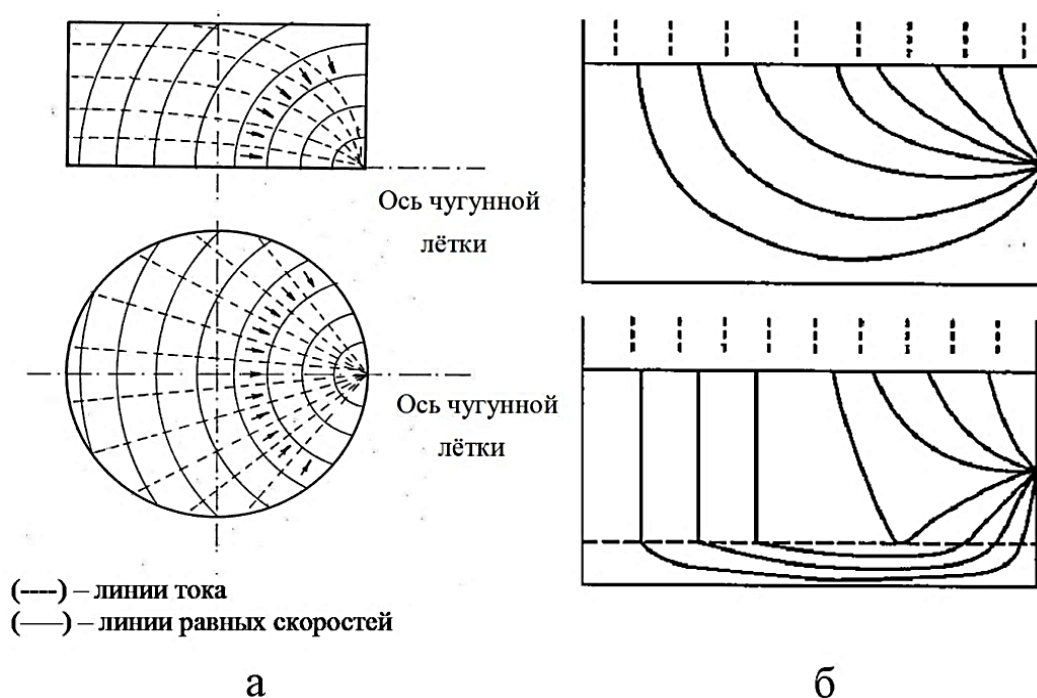 Ось чугунной
лётки
Ось чугунной
лётки
(----) – линии тока
(——) – линии равных скоростей
а
б